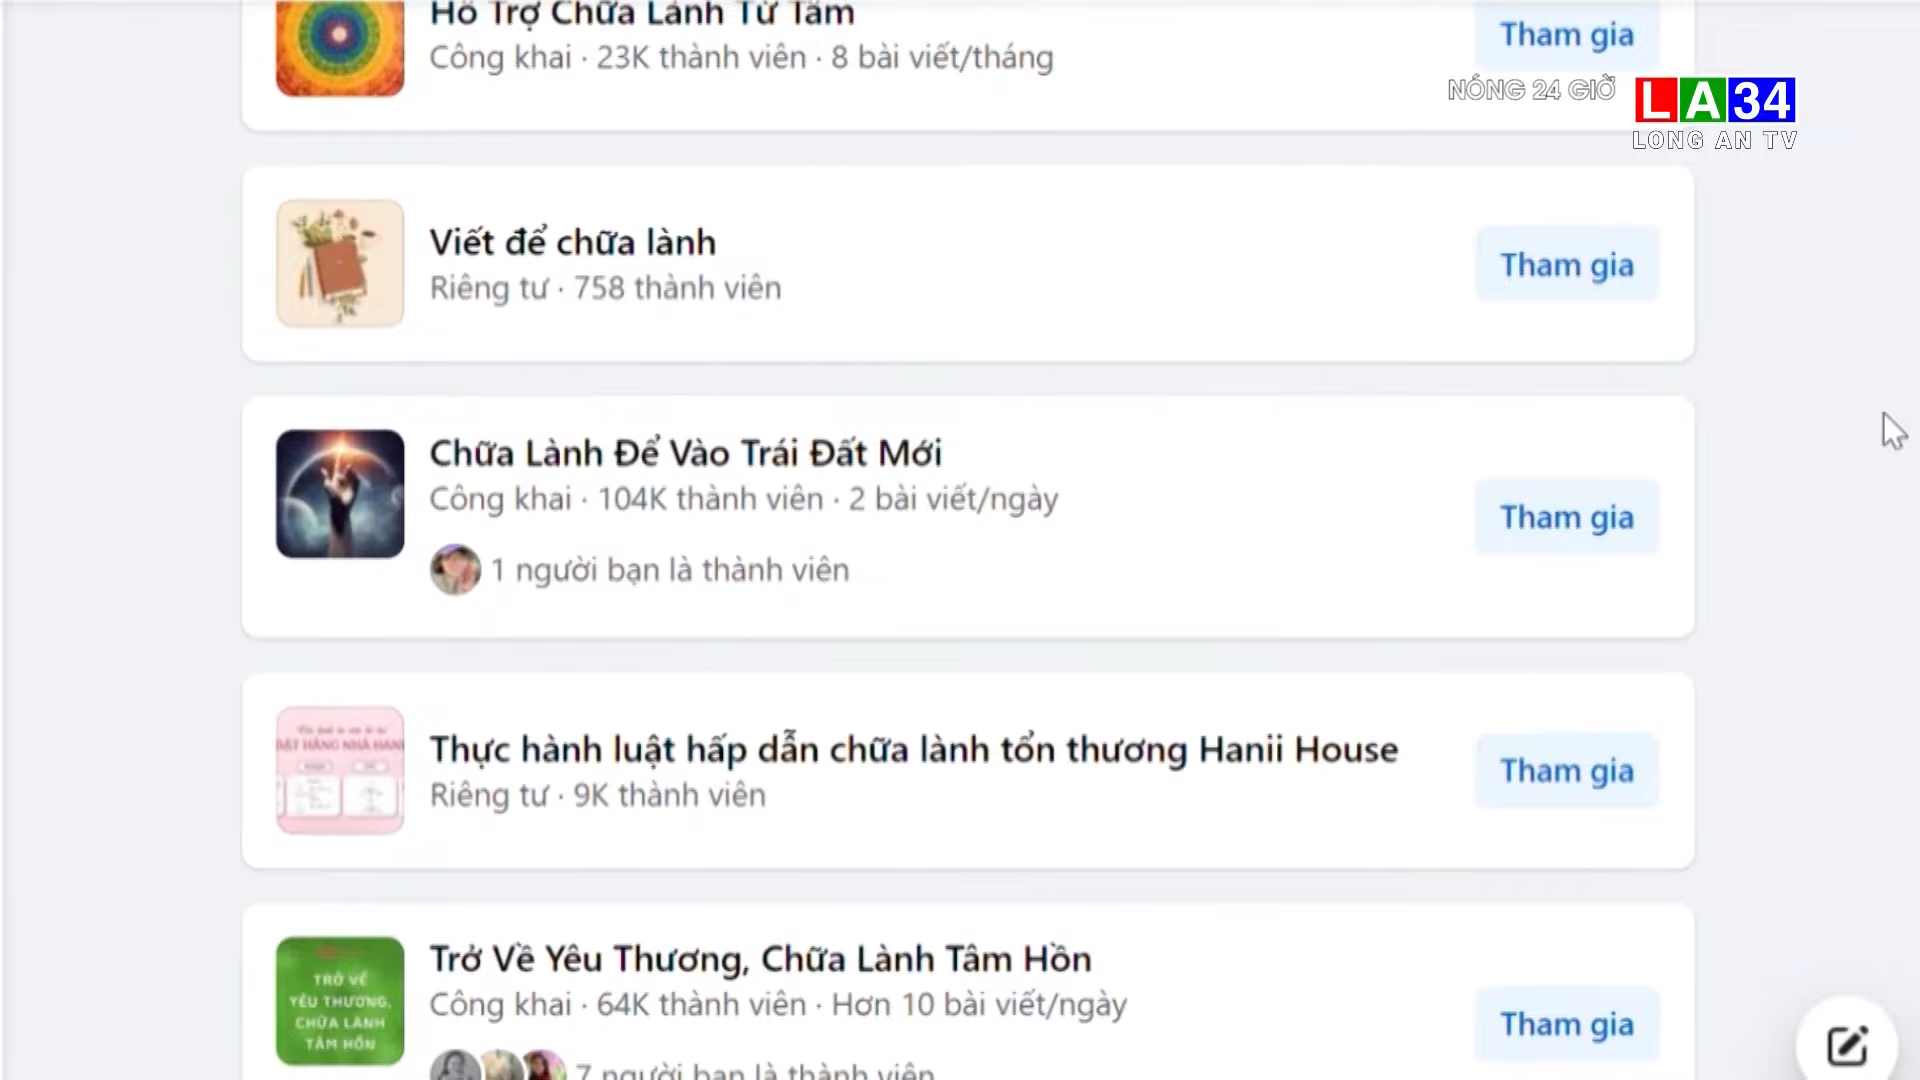 Hỗ Trợ Chữa Lành Từ Tâm
Công khai · 23K thành viên · 8 bài viết/tháng
Tham gia
NÓNG 24 GIỜ
LA34
LONG AN TV
Viết để chữa lành
Riêng tư · 758 thành viên
Tham gia
Chữa Lành Để Vào Trái Đất Mới
Công khai · 104K thành viên · 2 bài viết/ngày
1 người bạn là thành viên
Tham gia
Thực hành luật hấp dẫn chữa lành tổn thương Hanii House
Riêng tư · 9K thành viên
Tham gia
TRỞ VỀ
YÊU THƯƠNG,
CHỮA LÀNH
TÂM HỒN
Trở Về Yêu Thương, Chữa Lành Tâm Hồn
Công khai · 64K thành viên · Hơn 10 bài viết/ngày
7 người bạn là thành viên
Tham gia